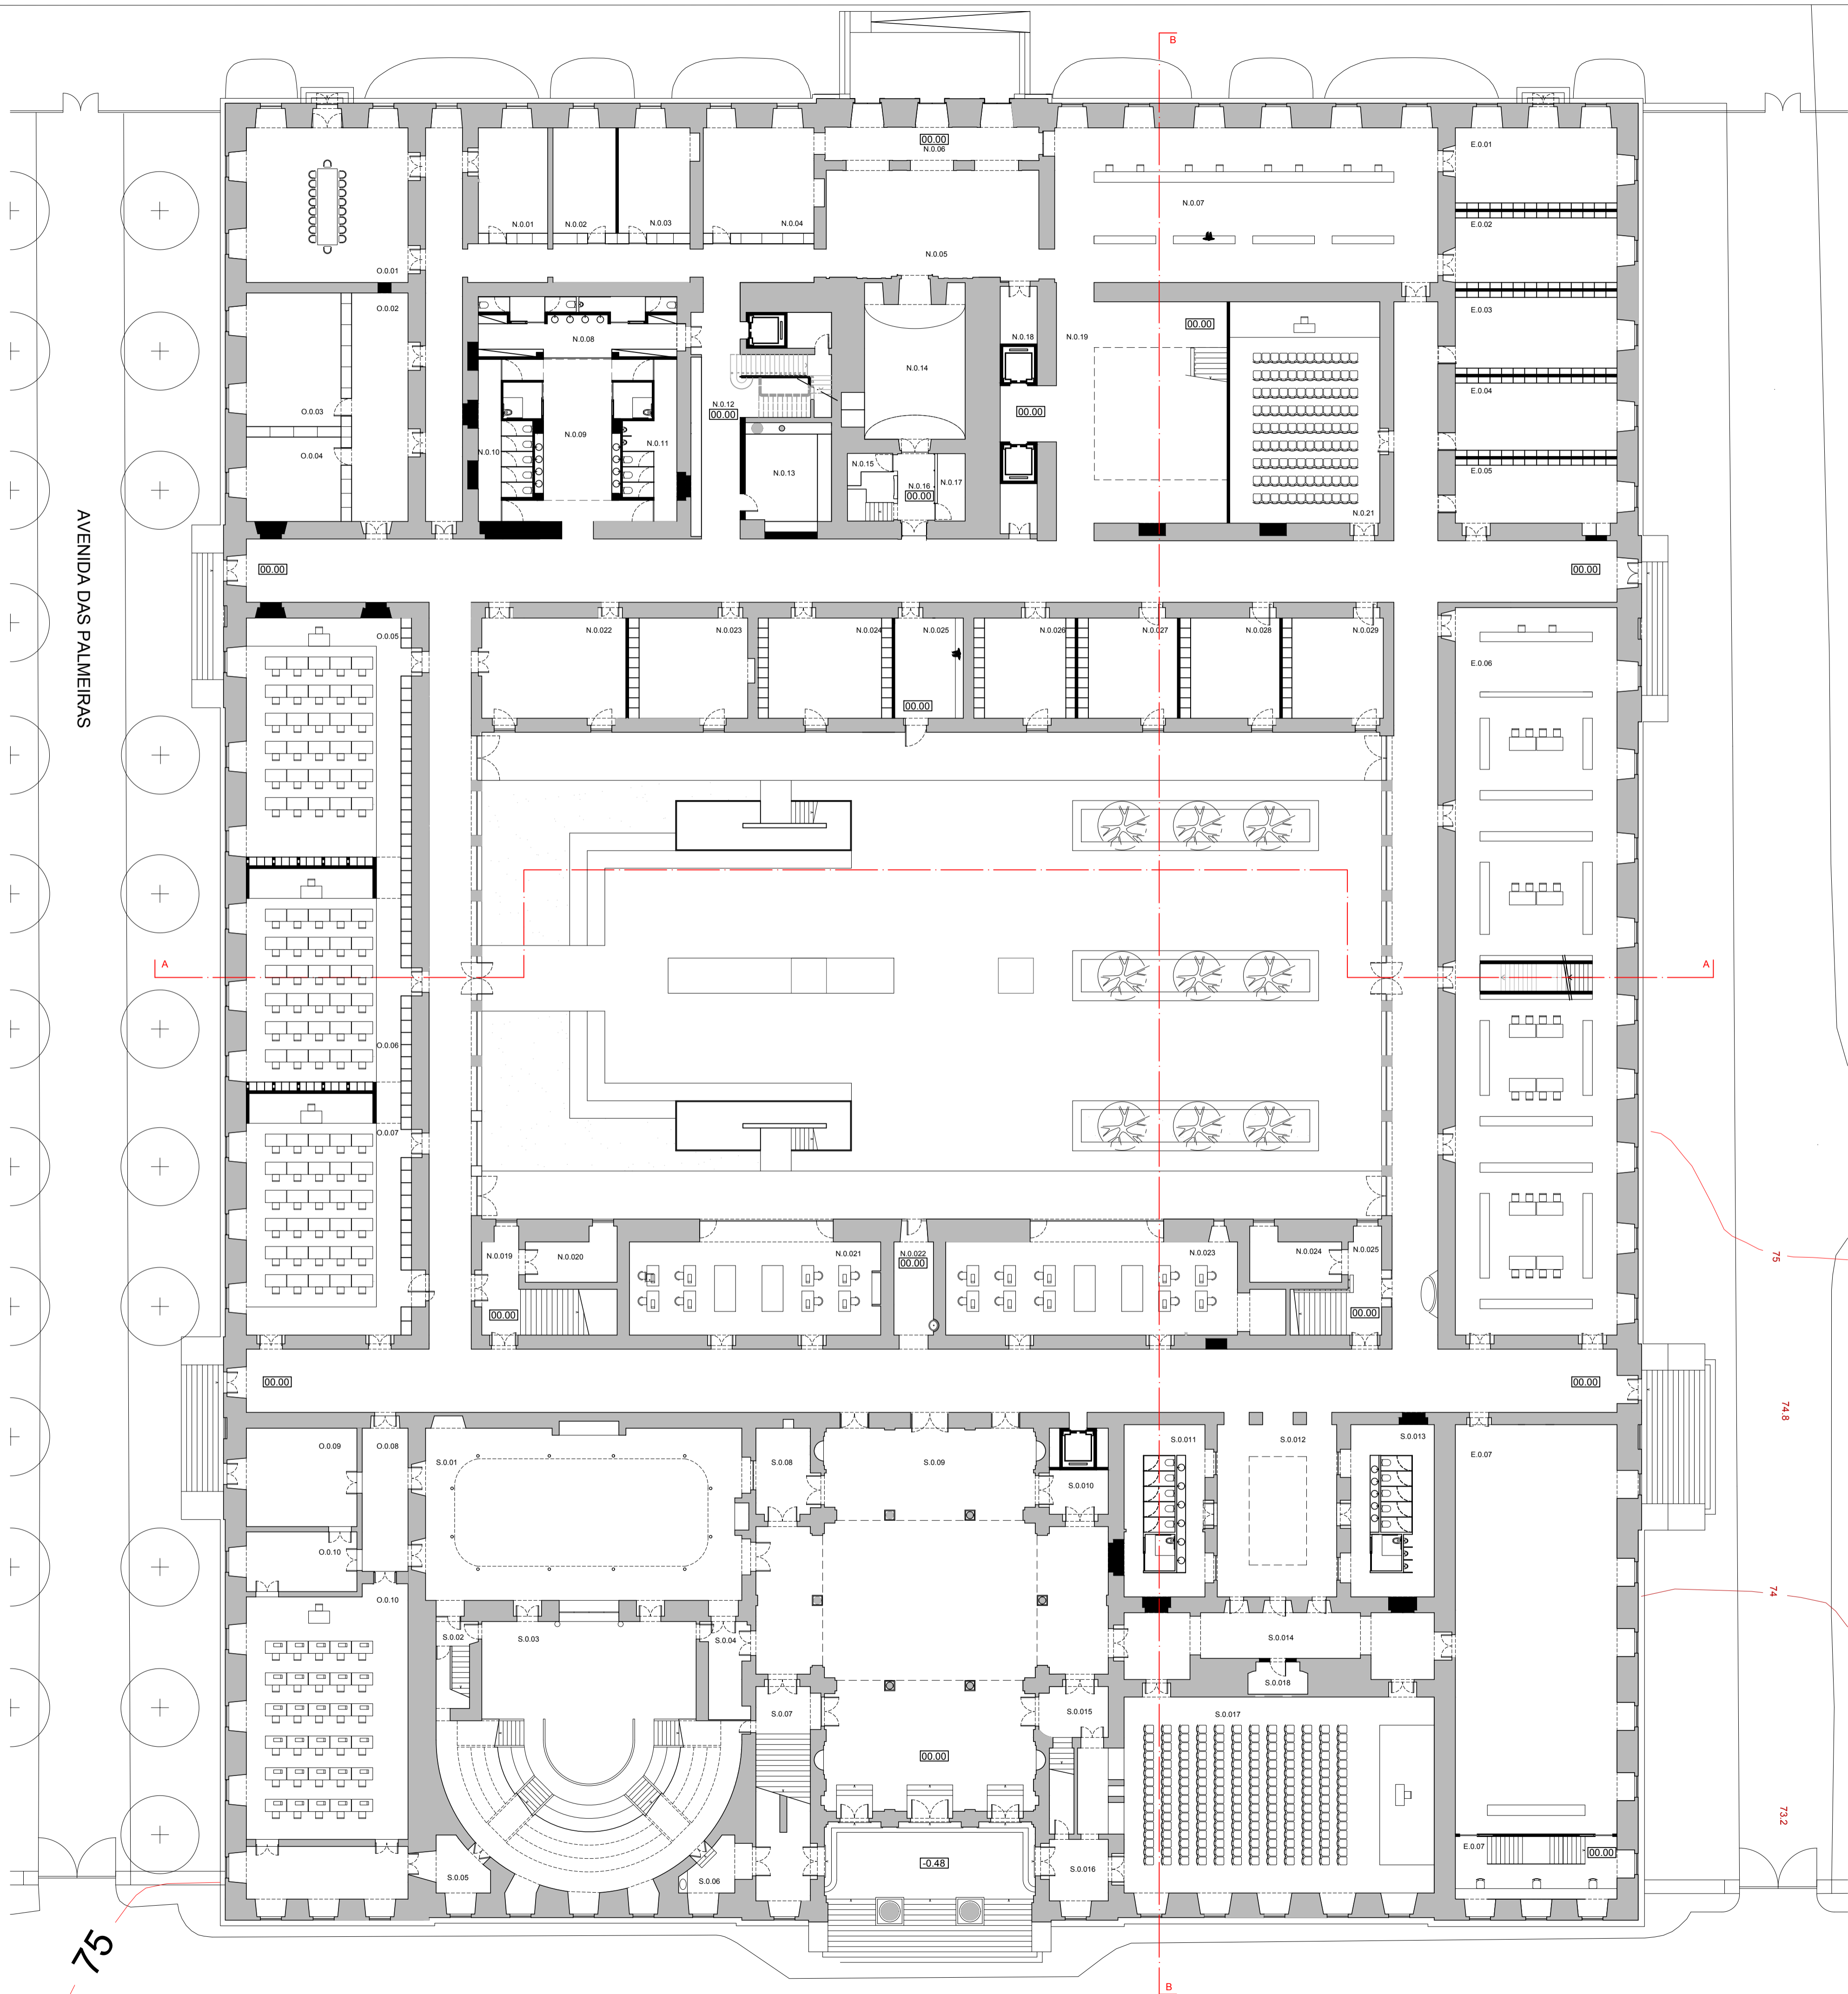 B
00.00
N.0.06
E.0.01
N.0.07
N.0.01
N.0.02
N.0.03
N.0.04
E.0.02
N.0.05
O.0.01
O.0.02
E.0.03
00.00
N.0.08
N.0.18
N.0.19
N.0.14
O.0.03
N.0.12
00.00
00.00
E.0.04
N.0.09
N.0.10
N.0.11
O.0.04
N.0.13
N.0.15
N.0.16
00.00
N.0.17
E.0.05
N.0.21
AVENIDA DAS PALMEIRAS
00.00
00.00
O.0.05
N.0.022
N.0.023
N.0.024
N.0.025
N.0.026
N.0.027
N.0.028
N.0.029
00.00
E.0.06
A
A
O.0.06
O.0.07
N.0.019
N.0.020
N.0.021
N.0.022
00.00
N.0.023
N.0.024
N.0.025
00.00
00.00
75
00.00
00.00
74.8
O.0.09
O.0.08
S.0.01
S.0.08
S.0.09
S.0.010
S.0.011
S.0.012
S.0.013
E.0.07
O.0.10
O.0.10
74
S.0.02
S.0.03
S.0.04
S.0.014
S.0.018
S.0.07
S.0.015
S.0.017
00.00
73.2
E.0.07
00.00
S.0.05
S.0.06
-0.48
S.0.016
75
B